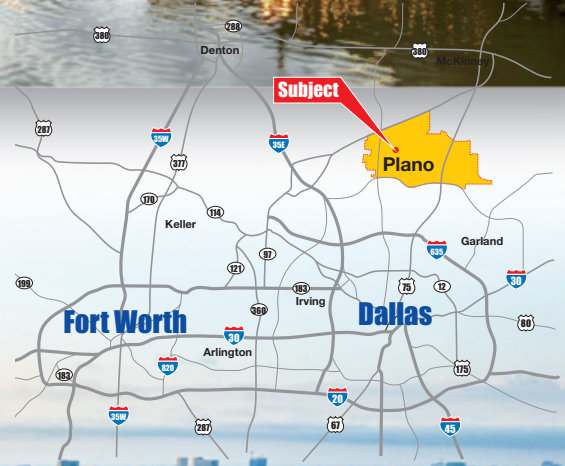 288
380
Denton
380
McKinney
Subject
287
35W
35E
377
Plano
170
114
Keller
635
Garland
97
121
199
183
75
12
30
Irving
360
Fort Worth
Dallas
80
30
Arlington
820
183
175
20
35W
287
67
45